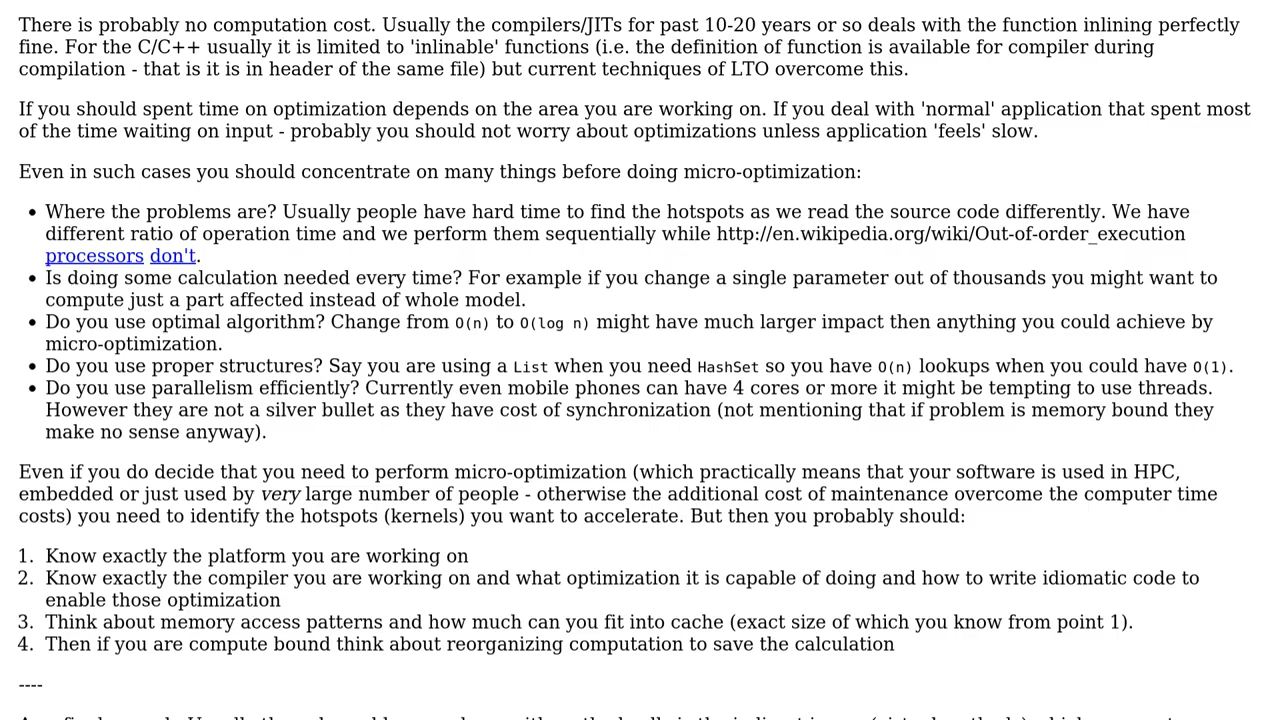 There is probably no computation cost. Usually the compilers/JITs for past 10-20 years or so deals with the function inlining perfectly
fine. For the C/C++ usually it is limited to 'inlinable' functions (i.e. the definition of function is available for compiler during
compilation - that is it is in header of the same file) but current techniques of LTO overcome this.
If you should spent time on optimization depends on the area you are working on. If you deal with 'normal' application that spent most
of the time waiting on input - probably you should not worry about optimizations unless application 'feels' slow.
Even in such cases you should concentrate on many things before doing micro-optimization:
• Where the problems are? Usually people have hard time to find the hotspots as we read the source code differently. We have
different ratio of operation time and we perform them sequentially while http://en.wikipedia.org/wiki/Out-of-order_execution
processors don't.
• Is doing some calculation needed every time? For example if you change a single parameter out of thousands you might want to
compute just a part affected instead of whole model.
• Do you use optimal algorithm? Change from O(n) to O(log n) might have much larger impact then anything you could achieve by
micro-optimization.
• Do you use proper structures? Say you are using a List when you need HashSet so you have O(n) lookups when you could have O(1).
• Do you use parallelism efficiently? Currently even mobile phones can have 4 cores or more it might be tempting to use threads.
However they are not a silver bullet as they have cost of synchronization (not mentioning that if problem is memory bound they
make no sense anyway).
Even if you do decide that you need to perform micro-optimization (which practically means that your software is used in HPC,
embedded or just used by very large number of people - otherwise the additional cost of maintenance overcome the computer time
costs) you need to identify the hotspots (kernels) you want to accelerate. But then you probably should:
1. Know exactly the platform you are working on
2. Know exactly the compiler you are working on and what optimization it is capable of doing and how to write idiomatic code to
enable those optimization
3. Think about memory access patterns and how much can you fit into cache (exact size of which you know from point 1).
4. Then if you are compute bound think about reorganizing computation to save the calculation
----